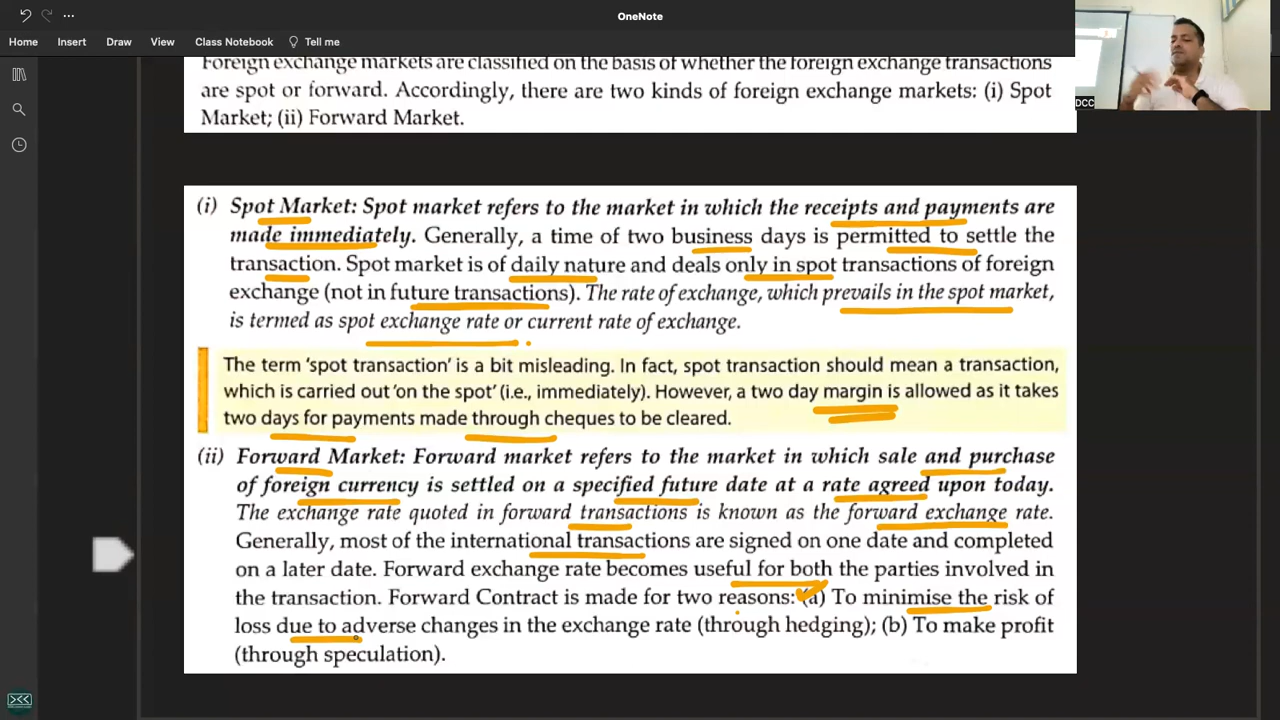 OneNote
Home Insert Draw View Class Notebook Tell me
DCC
Foreign exchange markets are classified on the basis of whether the foreign exchange transactions
are spot or forward. Accordingly, there are two kinds of foreign exchange markets: (i) Spot
Market; (ii) Forward Market.
(i) Spot Market: Spot market refers to the market in which the receipts and payments are
made immediately. Generally, a time of two business days is permitted to settle the
transaction. Spot market is of daily nature and deals only in spot transactions of foreign
exchange (not in future transactions). The rate of exchange, which prevails in the spot market,
is termed as spot exchange rate or current rate of exchange.
The term 'spot transaction' is a bit misleading. In fact, spot transaction should mean a transaction,
which is carried out 'on the spot' (i.e., immediately). However, a two day margin is allowed as it takes
two days for payments made through cheques to be cleared.
(ii) Forward Market: Forward market refers to the market in which sale and purchase
of foreign currency is settled on a specified future date at a rate agreed upon today.
The exchange rate quoted in forward transactions is known as the forward exchange rate.
Generally, most of the international transactions are signed on one date and completed
on a later date. Forward exchange rate becomes useful for both the parties involved in
the transaction. Forward Contract is made for two reasons: (a) To minimise the risk of
loss due to adverse changes in the exchange rate (through hedging); (b) To make profit
(through speculation).